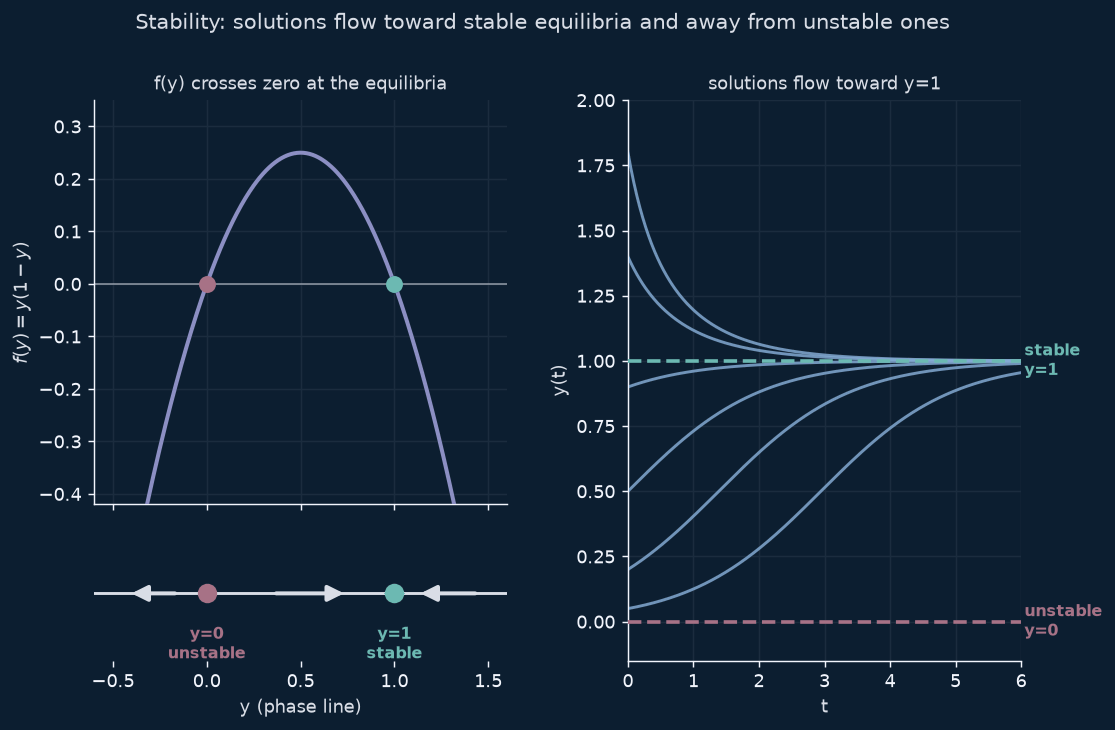 Stability: solutions flow toward stable equilibria and away from unstable ones
f(y) crosses zero at the equilibria
0.3
0.2
0.1
0.0
−0.1
−0.2
−0.3
−0.4
f(y) = y(1 − y)
y=0
unstable
y=1
stable
−0.5
0.0
0.5
1.0
1.5
y (phase line)
solutions flow toward y=1
2.00
1.75
1.50
1.25
1.00
0.75
0.50
0.25
0.00
y(t)
stable
y=1
unstable
y=0
0
1
2
3
4
5
6
t